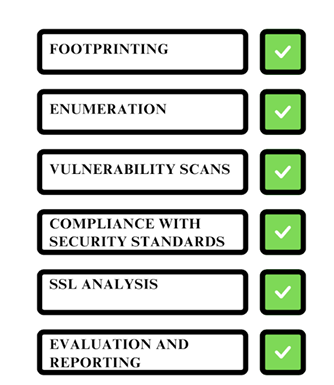 FOOTPRINTING
ENUMERATION
VULNERABILITY SCANS
COMPLIANCE WITH
SECURITY STANDARDS
SSL ANALYSIS
EVALUATION AND
REPORTING